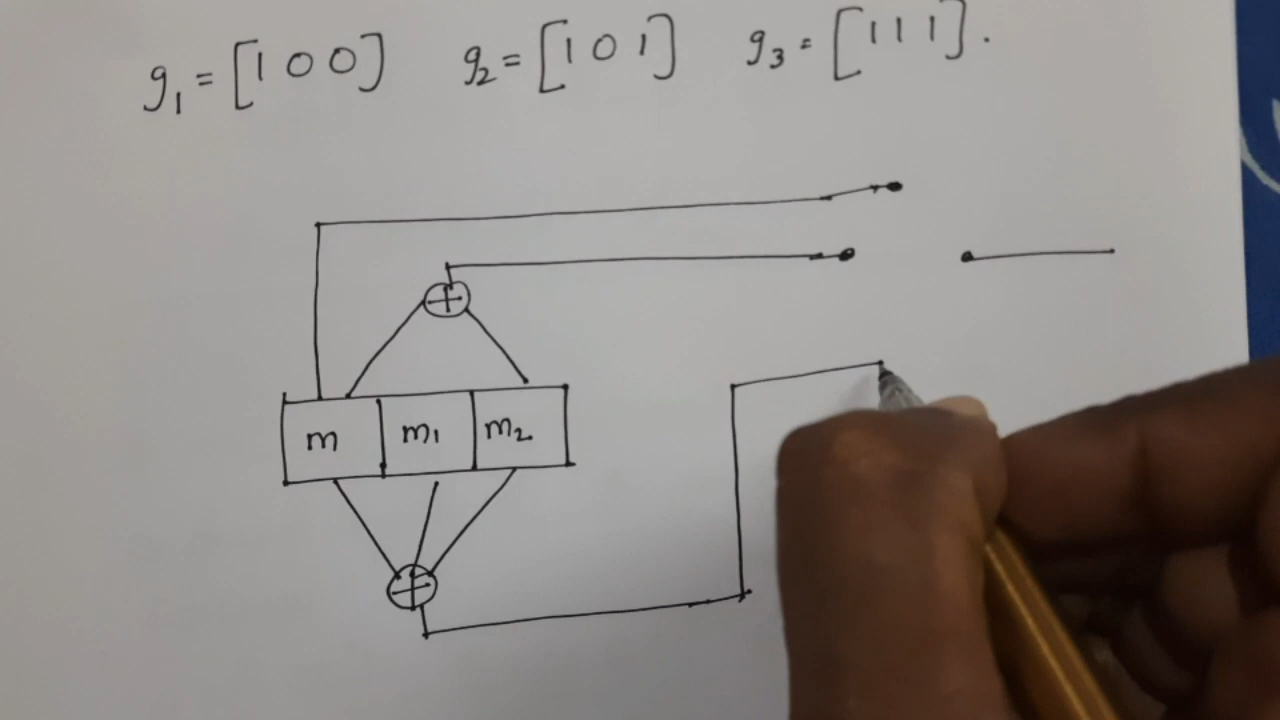 g₁ = [1 0 0] g₂ = [1 0 1] g₃ = [1 1 1].
m m₁ m₂